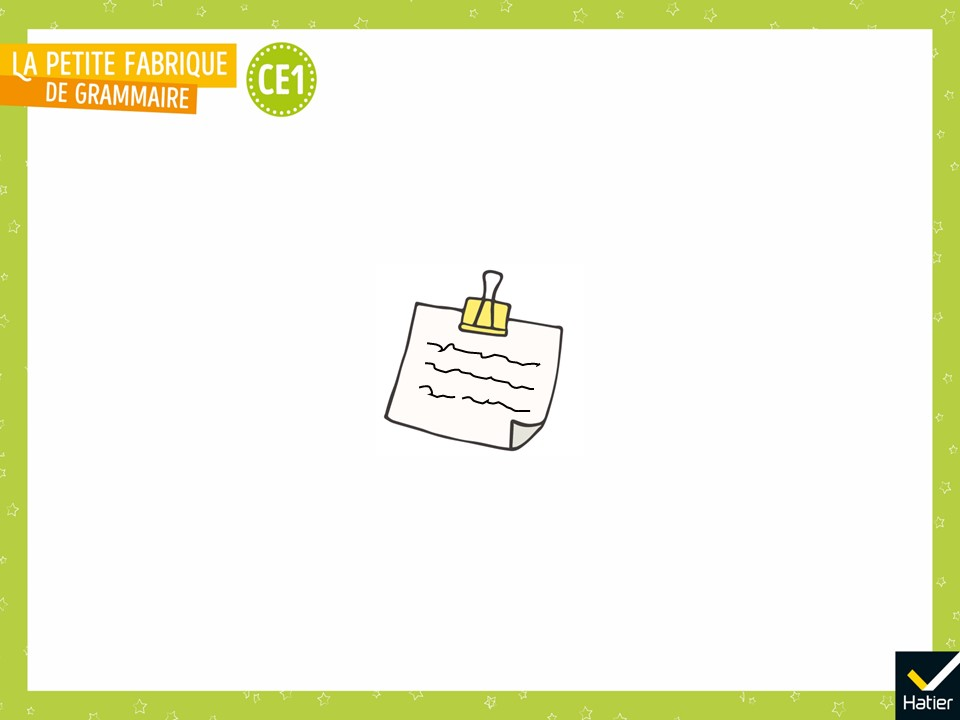 LA PETITE FABRIQUE
DE GRAMMAIRE
CE1
Hatier